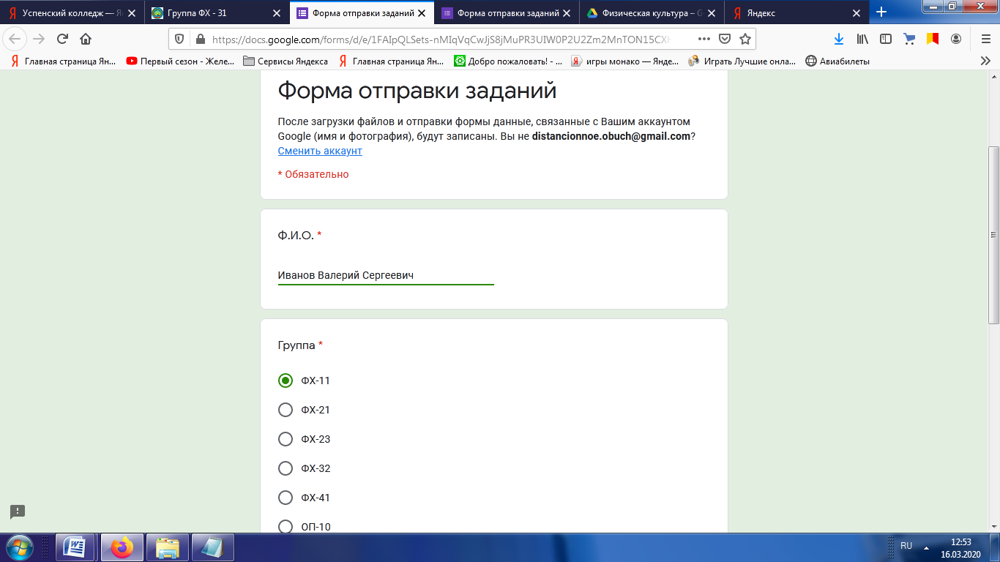 Успенский колледж — Я
Группа ФХ - 31
Форма отправки заданий
Форма отправки заданий
Физическая культура – G
Яндекс
https://docs.google.com/forms/d/e/1FAIpQLSets-nMIqVqCwJjS8jMuPR3UIW0P2U2Zm2MnTON15CXH
Главная страница Ян...
Первый сезон - Желе...
Сервисы Яндекса
Главная страница Ян...
Добро пожаловать! - ...
игры монако — Янде...
Играть Лучшие онла...
Авиабилеты
Форма отправки заданий
После загрузки файлов и отправки формы данные, связанные с Вашим аккаунтом
Google (имя и фотография), будут записаны. Вы не distancionnoe.obuch@gmail.com?
Сменить аккаунт
* Обязательно
Ф.И.О. *
Иванов Валерий Сергеевич
Группа *
ФХ-11
ФХ-21
ФХ-23
ФХ-32
ФХ-41
ОП-10
RU
12:53
16.03.2020